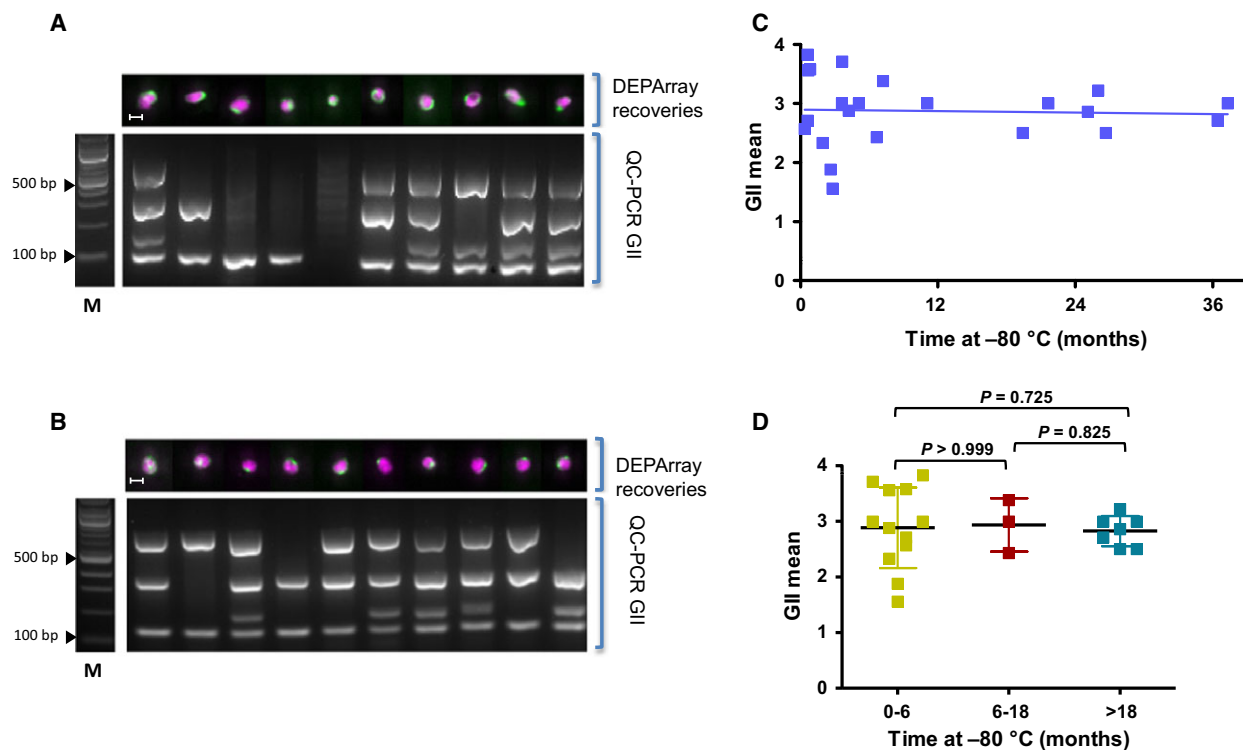 A
DEPArray
recoveries
500 bp
100 bp
QC-PCR GII
M
B
DEPArray
recoveries
500 bp
100 bp
QC-PCR GII
M
C
GII mean
4
3
2
1
0
0 12 24 36
Time at –80 °C (months)
D
P = 0.725
P > 0.999
P = 0.825
GII mean
4
3
2
1
0
0-6 6-18 >18
Time at –80 °C (months)